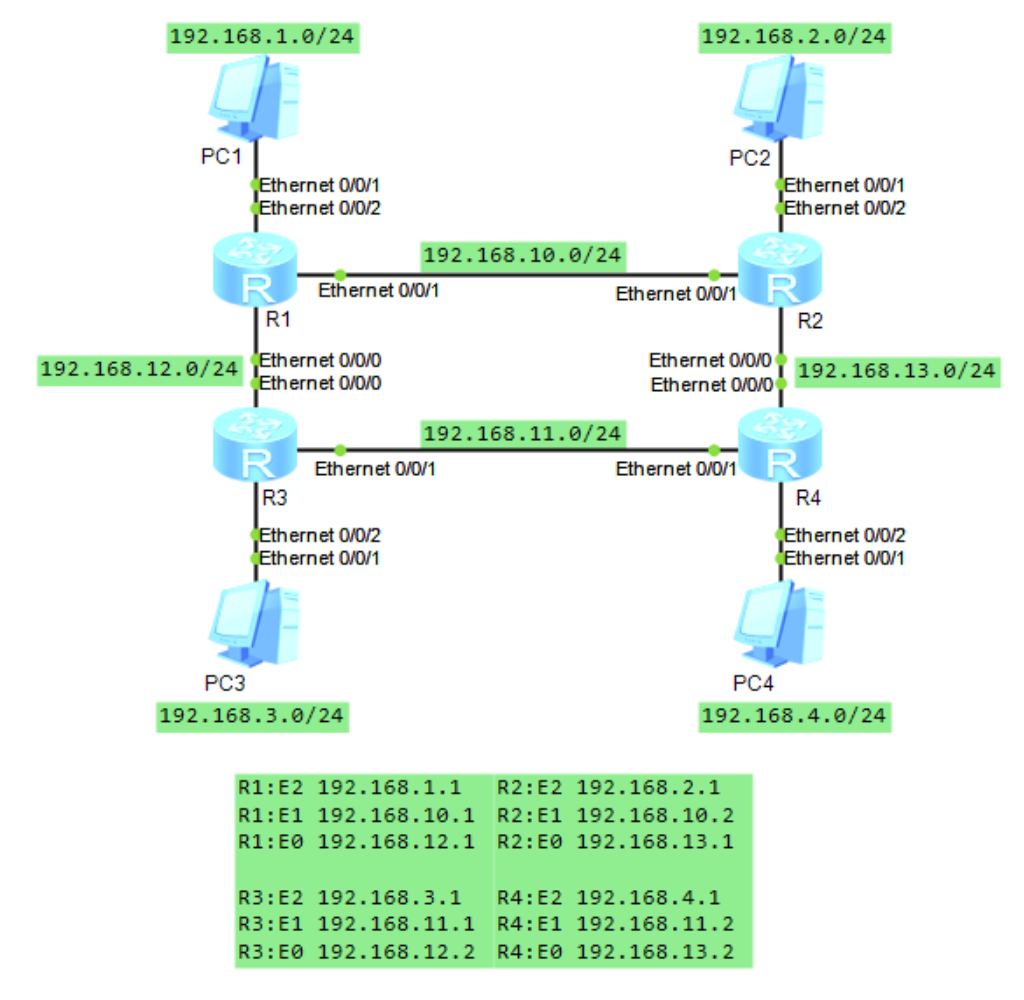 192.168.1.0/24
192.168.2.0/24
PC1
PC2
Ethernet 0/0/1
Ethernet 0/0/1
Ethernet 0/0/2
Ethernet 0/0/2
192.168.10.0/24
R
R
Ethernet 0/0/1
Ethernet 0/0/1
R1
R2
Ethernet 0/0/0
Ethernet 0/0/0
192.168.12.0/24
192.168.13.0/24
Ethernet 0/0/0
Ethernet 0/0/0
192.168.11.0/24
R
R
Ethernet 0/0/1
Ethernet 0/0/1
R3
R4
Ethernet 0/0/2
Ethernet 0/0/2
Ethernet 0/0/1
Ethernet 0/0/1
PC3
PC4
192.168.3.0/24
192.168.4.0/24
R1:E2 192.168.1.1 R2:E2 192.168.2.1
R1:E1 192.168.10.1 R2:E1 192.168.10.2
R1:E0 192.168.12.1 R2:E0 192.168.13.1
R3:E2 192.168.3.1 R4:E2 192.168.4.1
R3:E1 192.168.11.1 R4:E1 192.168.11.2
R3:E0 192.168.12.2 R4:E0 192.168.13.2